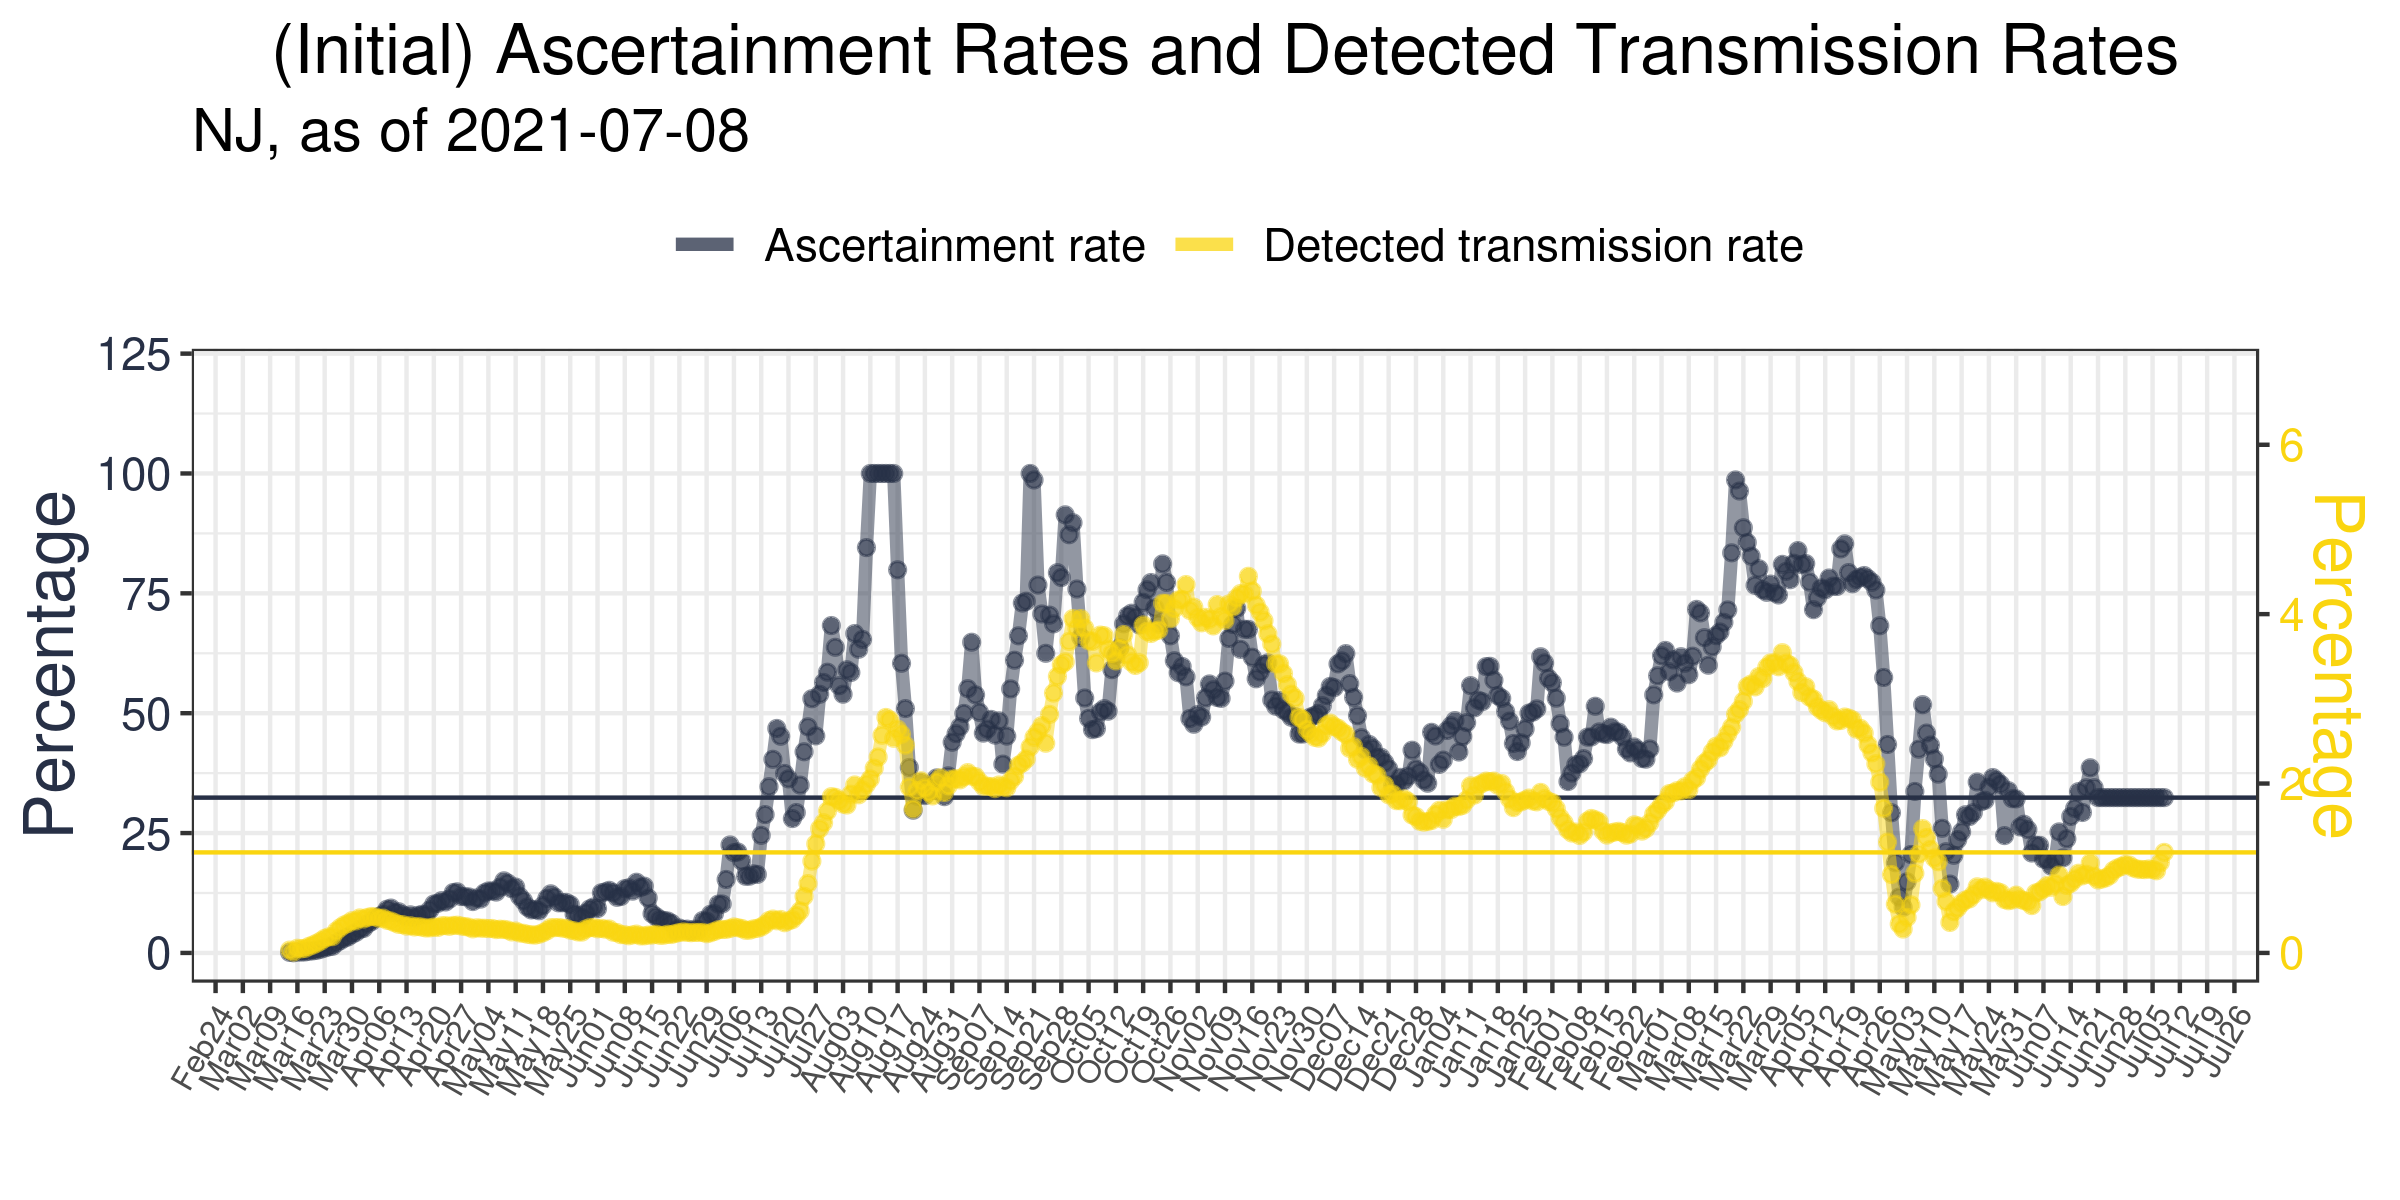 (Initial) Ascertainment Rates and Detected Transmission Rates
NJ, as of 2021-07-08
Ascertainment rate
Detected transmission rate
Percentage
125
100
75
50
25
0
6
4
2
0
Percentage
Feb24
Mar02
Mar09
Mar16
Mar23
Mar30
Apr06
Apr13
Apr20
Apr27
May04
May11
May18
May25
Jun01
Jun08
Jun15
Jun22
Jun29
Jul06
Jul13
Jul20
Jul27
Aug03
Aug10
Aug17
Aug24
Aug31
Sep07
Sep14
Sep21
Sep28
Oct05
Oct12
Oct19
Oct26
Nov02
Nov09
Nov16
Nov23
Nov30
Dec07
Dec14
Dec21
Dec28
Jan04
Jan11
Jan18
Jan25
Feb01
Feb08
Feb15
Feb22
Mar01
Mar08
Mar15
Mar22
Mar29
Apr05
Apr12
Apr19
Apr26
May03
May10
May17
May24
May31
Jun07
Jun14
Jun21
Jun28
Jul05
Jul12
Jul19
Jul26